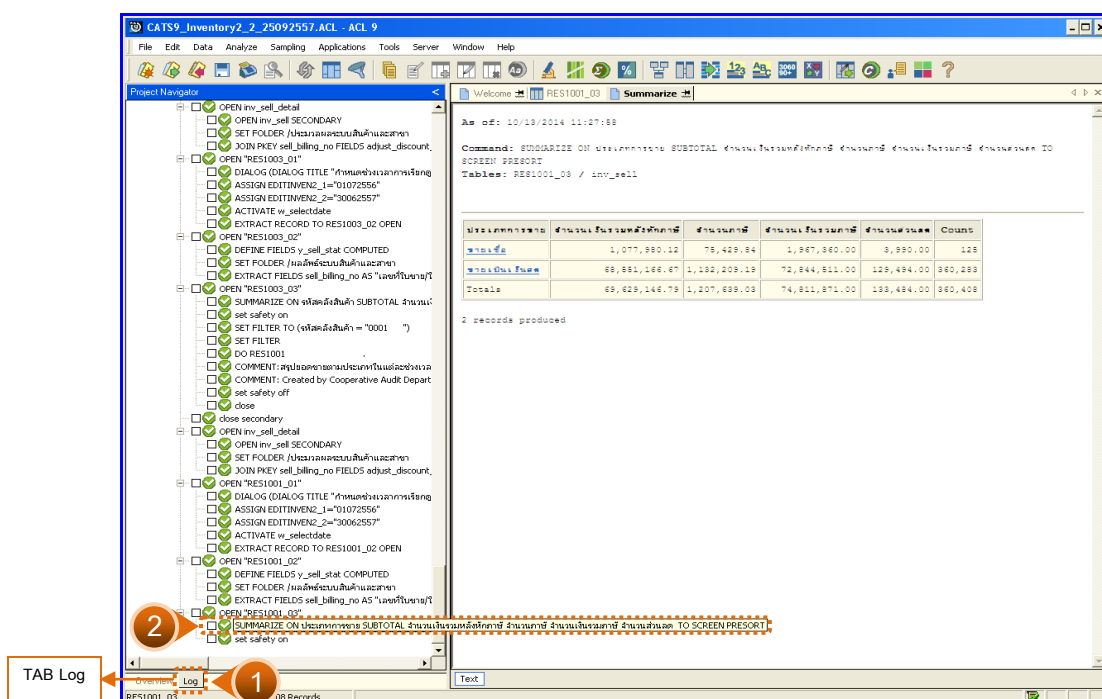 CATS9_Inventory2_2_25092557.ACL - ACL 9
File Edit Data Analyze Sampling Applications Tools Server Window Help
Project Navigator
OPEN inv_sell_detail
OPEN inv_sell SECONDARY
SET FOLDER /ประมวลผลระบบสินค้าและสาขา
JOIN PKEY sell_billing_no FIELDS adjust_discount_
OPEN "RES1003_01"
DIALOG (DIALOG TITLE "กำหนดช่วงเวลาการเรียกดู
ASSIGN EDITINVEN2_1="01072556"
ASSIGN EDITINVEN2_2="30062557"
ACTIVATE w_selectdate
EXTRACT RECORD TO RES1003_02 OPEN
OPEN "RES1003_02"
DEFINE FIELDS y_sell_stat COMPUTED
SET FOLDER /ผลลัพธ์ระบบสินค้าและสาขา
EXTRACT FIELDS sell_billing_no AS "เลขที่ใบขาย/ใ
OPEN "RES1003_03"
SUMMARIZE ON รหัสคลังสินค้า SUBTOTAL จำนวนเ
set safety on
SET FILTER TO (รหัสคลังสินค้า = "0001 ")
SET FILTER
DO RES1001
COMMENT: สรุปยอดขายตามประเภทในแต่ละช่วงเวล
COMMENT: Created by Cooperative Audit Depart
set safety off
close
close secondary
OPEN inv_sell_detail
OPEN inv_sell SECONDARY
SET FOLDER /ประมวลผลระบบสินค้าและสาขา
JOIN PKEY sell_billing_no FIELDS adjust_discount_
OPEN "RES1001_01"
DIALOG (DIALOG TITLE "กำหนดช่วงเวลาการเรียกดู
ASSIGN EDITINVEN2_1="01072556"
ASSIGN EDITINVEN2_2="30062557"
ACTIVATE w_selectdate
EXTRACT RECORD TO RES1001_02 OPEN
OPEN "RES1001_02"
DEFINE FIELDS y_sell_stat COMPUTED
SET FOLDER /ผลลัพธ์ระบบสินค้าและสาขา
EXTRACT FIELDS sell_billing_no AS "เลขที่ใบขาย/ใ
OPEN "RES1001_03"
2 SUMMARIZE ON ประเภทการขาย SUBTOTAL จำนวนเงินรวมหลังหักภาษี จำนวนภาษี จำนวนเงินรวมภาษี จำนวนส่วนลด TO SCREEN PRESORT
set safety on
TAB Log
Overview Log
1
RES1001_03 08 Records
Welcome RES1001_03 Summarize
As of: 10/13/2014 11:27:58
Command: SUMMARIZE ON ประเภทการขาย SUBTOTAL จำนวนเงินรวมหลังหักภาษี จำนวนภาษี จำนวนเงินรวมภาษี จำนวนส่วนลด TO
SCREEN PRESORT
Tables: RES1001_03 / inv_sell
ประเภทการขาย จำนวนเงินรวมหลังหักภาษี จำนวนภาษี จำนวนเงินรวมภาษี จำนวนส่วนลด Count
ขายเชื่อ 1,077,980.12 75,429.84 1,967,360.00 3,990.00 125
ขายเป็นเงินสด 68,551,166.67 1,132,209.19 72,844,511.00 129,494.00 360,283
Totals 69,629,146.79 1,207,639.03 74,811,871.00 133,484.00 360,408
2 records produced
Text